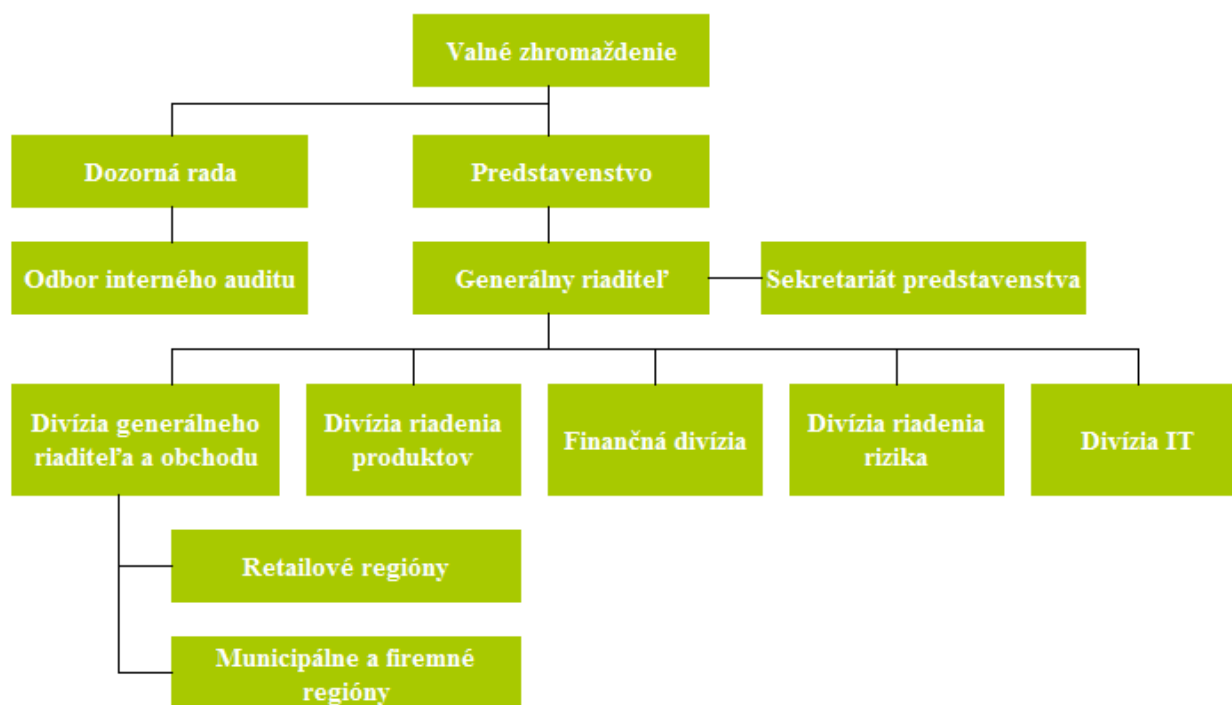 Valné zhromaždenie
Dozorná rada
Predstavenstvo
Odbor interného auditu
Generálny riaditeľ
Sekretariát predstavenstva
Divízia generálneho
riaditeľa a obchodu
Divízia riadenia
produktov
Finančná divízia
Divízia riadenia
rizika
Divízia IT
Retailové regióny
Municipálne a firemné
regióny